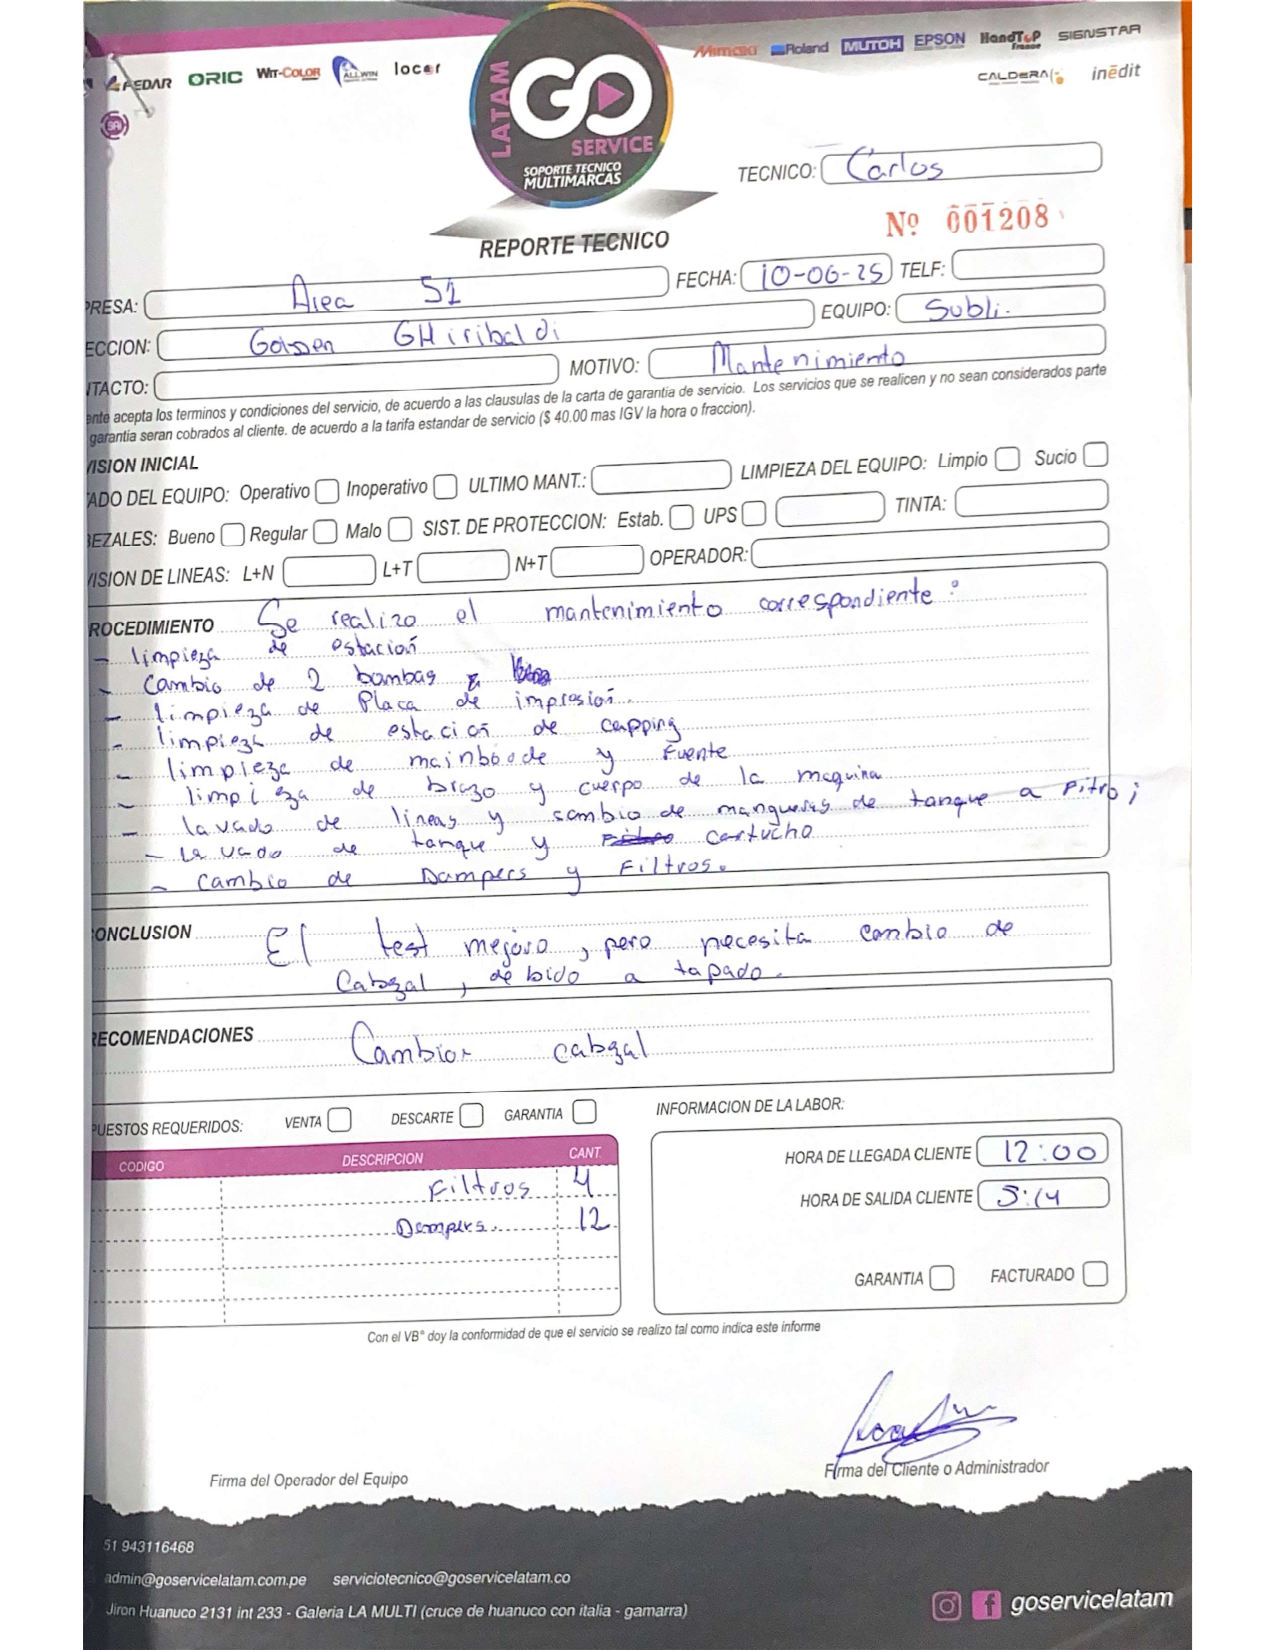 AEDAR ORIC WIT-COLOR ALLWIN locor
Mimaki Roland MUTOH EPSON HandTop France SIGNSTAR
CALDERA inēdit
SAi
LATAM GO SERVICE
SOPORTE TECNICO
MULTIMARCAS
TECNICO: Carlos
Nº 001208
REPORTE TECNICO
PRESA: Area 51 FECHA: 10-06-25 TELF:
ECCION: Gaissen GHiribaldi EQUIPO: Subli.
NTACTO: MOTIVO: Mantenimiento
ente acepta los terminos y condiciones del servicio, de acuerdo a las clausulas de la carta de garantia de servicio. Los servicios que se realicen y no sean considerados parte
garantia seran cobrados al cliente. de acuerdo a la tarifa estandar de servicio ($ 40.00 mas IGV la hora o fraccion).
VISION INICIAL
ADO DEL EQUIPO: Operativo Inoperativo ULTIMO MANT.: LIMPIEZA DEL EQUIPO: Limpio Sucio
BEZALES: Bueno Regular Malo SIST. DE PROTECCION: Estab. UPS TINTA:
VISION DE LINEAS: L+N L+T N+T OPERADOR:
ROCEDIMIENTO Se realizo el mantenimiento correspondiente:
- limpieza de estación
- Cambio de 2 bombas
- limpieza de Placa de impresión.
- limpieza de estación de capping
- limpieza de mainboode y Fuente
- limpieza de brazo y cuerpo de la maquina
- lavado de lineas y cambio de mangueras de tanque a Fitro;
- lavado de tanque y cartucho
- cambio de Dampers y Filtros.
ONCLUSION El test mejoro, pero necesita cambio de
Cabzal, debido a tapado.
RECOMENDACIONES Cambiar cabzal
PUESTOS REQUERIDOS: VENTA DESCARTE GARANTIA INFORMACION DE LA LABOR:
CODIGO DESCRIPCION CANT.
Filtros 4
Dampers. 12
HORA DE LLEGADA CLIENTE 12:00
HORA DE SALIDA CLIENTE 5:14
GARANTIA FACTURADO
Con el VB° doy la conformidad de que el servicio se realizo tal como indica este informe
Firma del Operador del Equipo Firma del Cliente o Administrador
51 943116468
admin@goservicelatam.com.pe serviciotecnico@goservicelatam.co
Jiron Huanuco 2131 int 233 - Galeria LA MULTI (cruce de huanuco con italia - gamarra)
goservicelatam